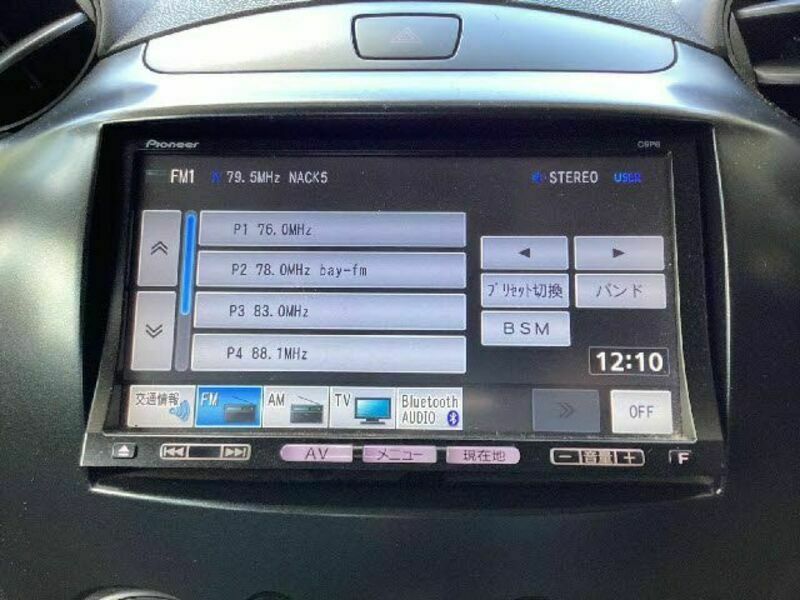 Pioneer C9P6
FM1 79.5MHz NACK5 STEREO USER
P1 76.0MHz
P2 78.0MHz bay-fm
P3 83.0MHz
P4 88.1MHz
プリセット切換 バンド
BSM
12:10
交通情報 FM AM TV Bluetooth AUDIO OFF
AV メニュー 現在地 音量 F